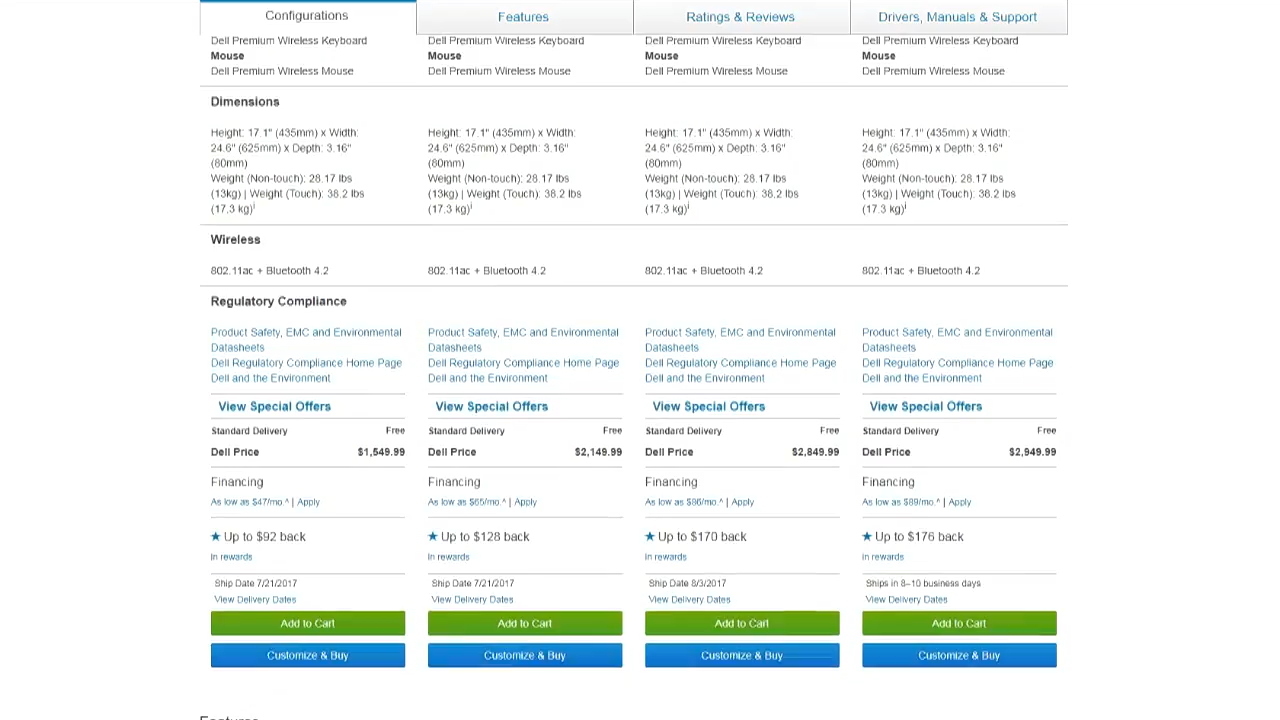 Configurations Features Ratings & Reviews Drivers, Manuals & Support
Dell Premium Wireless Keyboard Dell Premium Wireless Keyboard Dell Premium Wireless Keyboard Dell Premium Wireless Keyboard
Mouse Mouse Mouse Mouse
Dell Premium Wireless Mouse Dell Premium Wireless Mouse Dell Premium Wireless Mouse Dell Premium Wireless Mouse
Dimensions
Height: 17.1" (435mm) x Width: Height: 17.1" (435mm) x Width: Height: 17.1" (435mm) x Width: Height: 17.1" (435mm) x Width:
24.6" (625mm) x Depth: 3.16" 24.6" (625mm) x Depth: 3.16" 24.6" (625mm) x Depth: 3.16" 24.6" (625mm) x Depth: 3.16"
(80mm) (80mm) (80mm) (80mm)
Weight (Non-touch): 28.17 lbs Weight (Non-touch): 28.17 lbs Weight (Non-touch): 28.17 lbs Weight (Non-touch): 28.17 lbs
(13kg) | Weight (Touch): 38.2 lbs (13kg) | Weight (Touch): 38.2 lbs (13kg) | Weight (Touch): 38.2 lbs (13kg) | Weight (Touch): 38.2 lbs
(17.3 kg)i (17.3 kg)i (17.3 kg)i (17.3 kg)i
Wireless
802.11ac + Bluetooth 4.2 802.11ac + Bluetooth 4.2 802.11ac + Bluetooth 4.2 802.11ac + Bluetooth 4.2
Regulatory Compliance
Product Safety, EMC and Environmental Product Safety, EMC and Environmental Product Safety, EMC and Environmental Product Safety, EMC and Environmental
Datasheets Datasheets Datasheets Datasheets
Dell Regulatory Compliance Home Page Dell Regulatory Compliance Home Page Dell Regulatory Compliance Home Page Dell Regulatory Compliance Home Page
Dell and the Environment Dell and the Environment Dell and the Environment Dell and the Environment
View Special Offers View Special Offers View Special Offers View Special Offers
Standard Delivery Free Standard Delivery Free Standard Delivery Free Standard Delivery Free
Dell Price $1,549.99 Dell Price $2,149.99 Dell Price $2,849.99 Dell Price $2,949.99
Financing Financing Financing Financing
As low as $47/mo.^ | Apply As low as $65/mo.^ | Apply As low as $86/mo.^ | Apply As low as $89/mo.^ | Apply
★ Up to $92 back ★ Up to $128 back ★ Up to $170 back ★ Up to $176 back
in rewards in rewards in rewards in rewards
Ship Date 7/21/2017 Ship Date 7/21/2017 Ship Date 8/3/2017 Ships in 8–10 business days
View Delivery Dates View Delivery Dates View Delivery Dates View Delivery Dates
Add to Cart Add to Cart Add to Cart Add to Cart
Customize & Buy Customize & Buy Customize & Buy Customize & Buy
Features